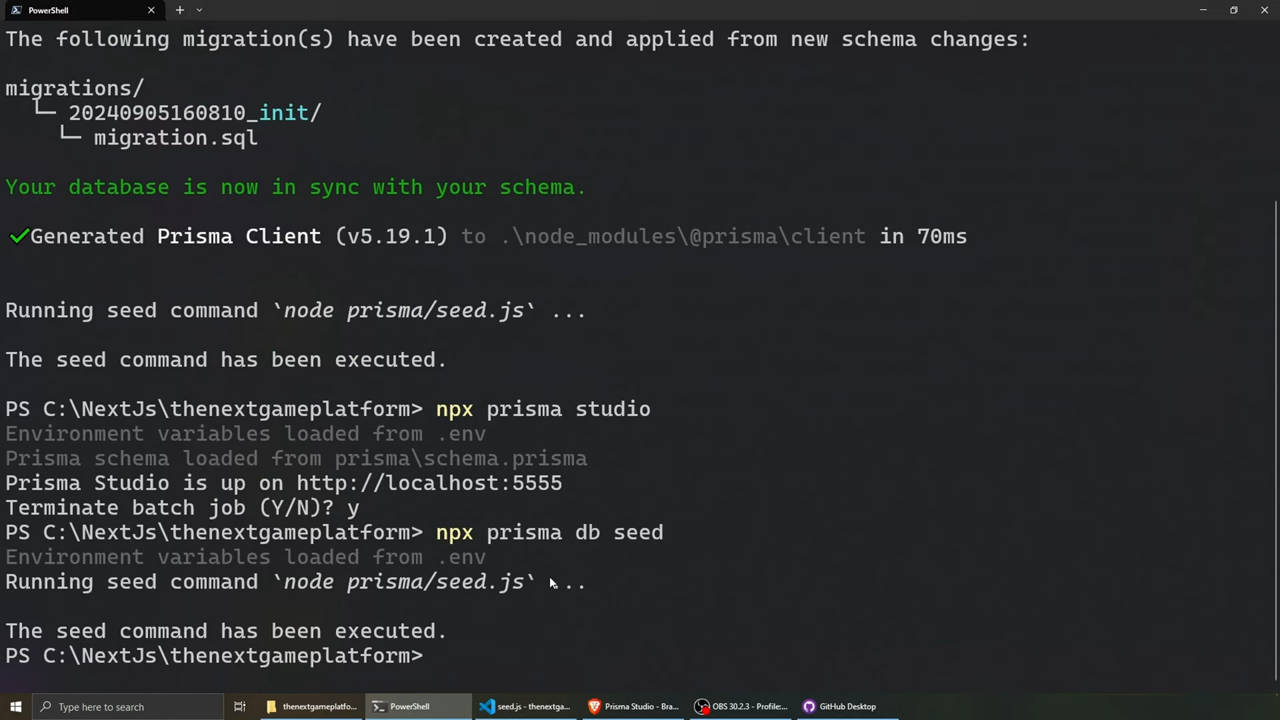 PowerShell
The following migration(s) have been created and applied from new schema changes:
migrations/
└─ 20240905160810_init/
└─ migration.sql
Your database is now in sync with your schema.
✔Generated Prisma Client (v5.19.1) to .\node_modules\@prisma\client in 70ms
Running seed command `node prisma/seed.js` ...
The seed command has been executed.
PS C:\NextJs\thenextgameplatform> npx prisma studio
Environment variables loaded from .env
Prisma schema loaded from prisma\schema.prisma
Prisma Studio is up on http://localhost:5555
Terminate batch job (Y/N)? y
PS C:\NextJs\thenextgameplatform> npx prisma db seed
Environment variables loaded from .env
Running seed command `node prisma/seed.js` ...
The seed command has been executed.
PS C:\NextJs\thenextgameplatform>
Type here to search thenextgameplatfo... PowerShell seed.js - thenextga... Prisma Studio - Bra... OBS 30.2.3 - Profile:... GitHub Desktop